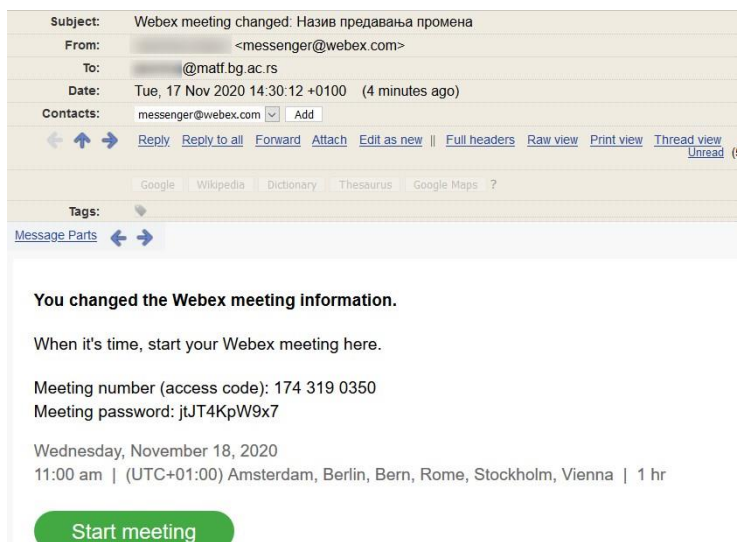 Subject: Webex meeting changed: Назив предавања промена
From: <messenger@webex.com>
To: @matf.bg.ac.rs
Date: Tue, 17 Nov 2020 14:30:12 +0100 (4 minutes ago)
Contacts: messenger@webex.com Add
Reply Reply to all Forward Attach Edit as new || Full headers Raw view Print view Thread view
Unread (
Google Wikipedia Dictionary Thesaurus Google Maps ?
Tags:
Message Parts
You changed the Webex meeting information.
When it's time, start your Webex meeting here.
Meeting number (access code): 174 319 0350
Meeting password: jtJT4KpW9x7
Wednesday, November 18, 2020
11:00 am | (UTC+01:00) Amsterdam, Berlin, Bern, Rome, Stockholm, Vienna | 1 hr
Start meeting